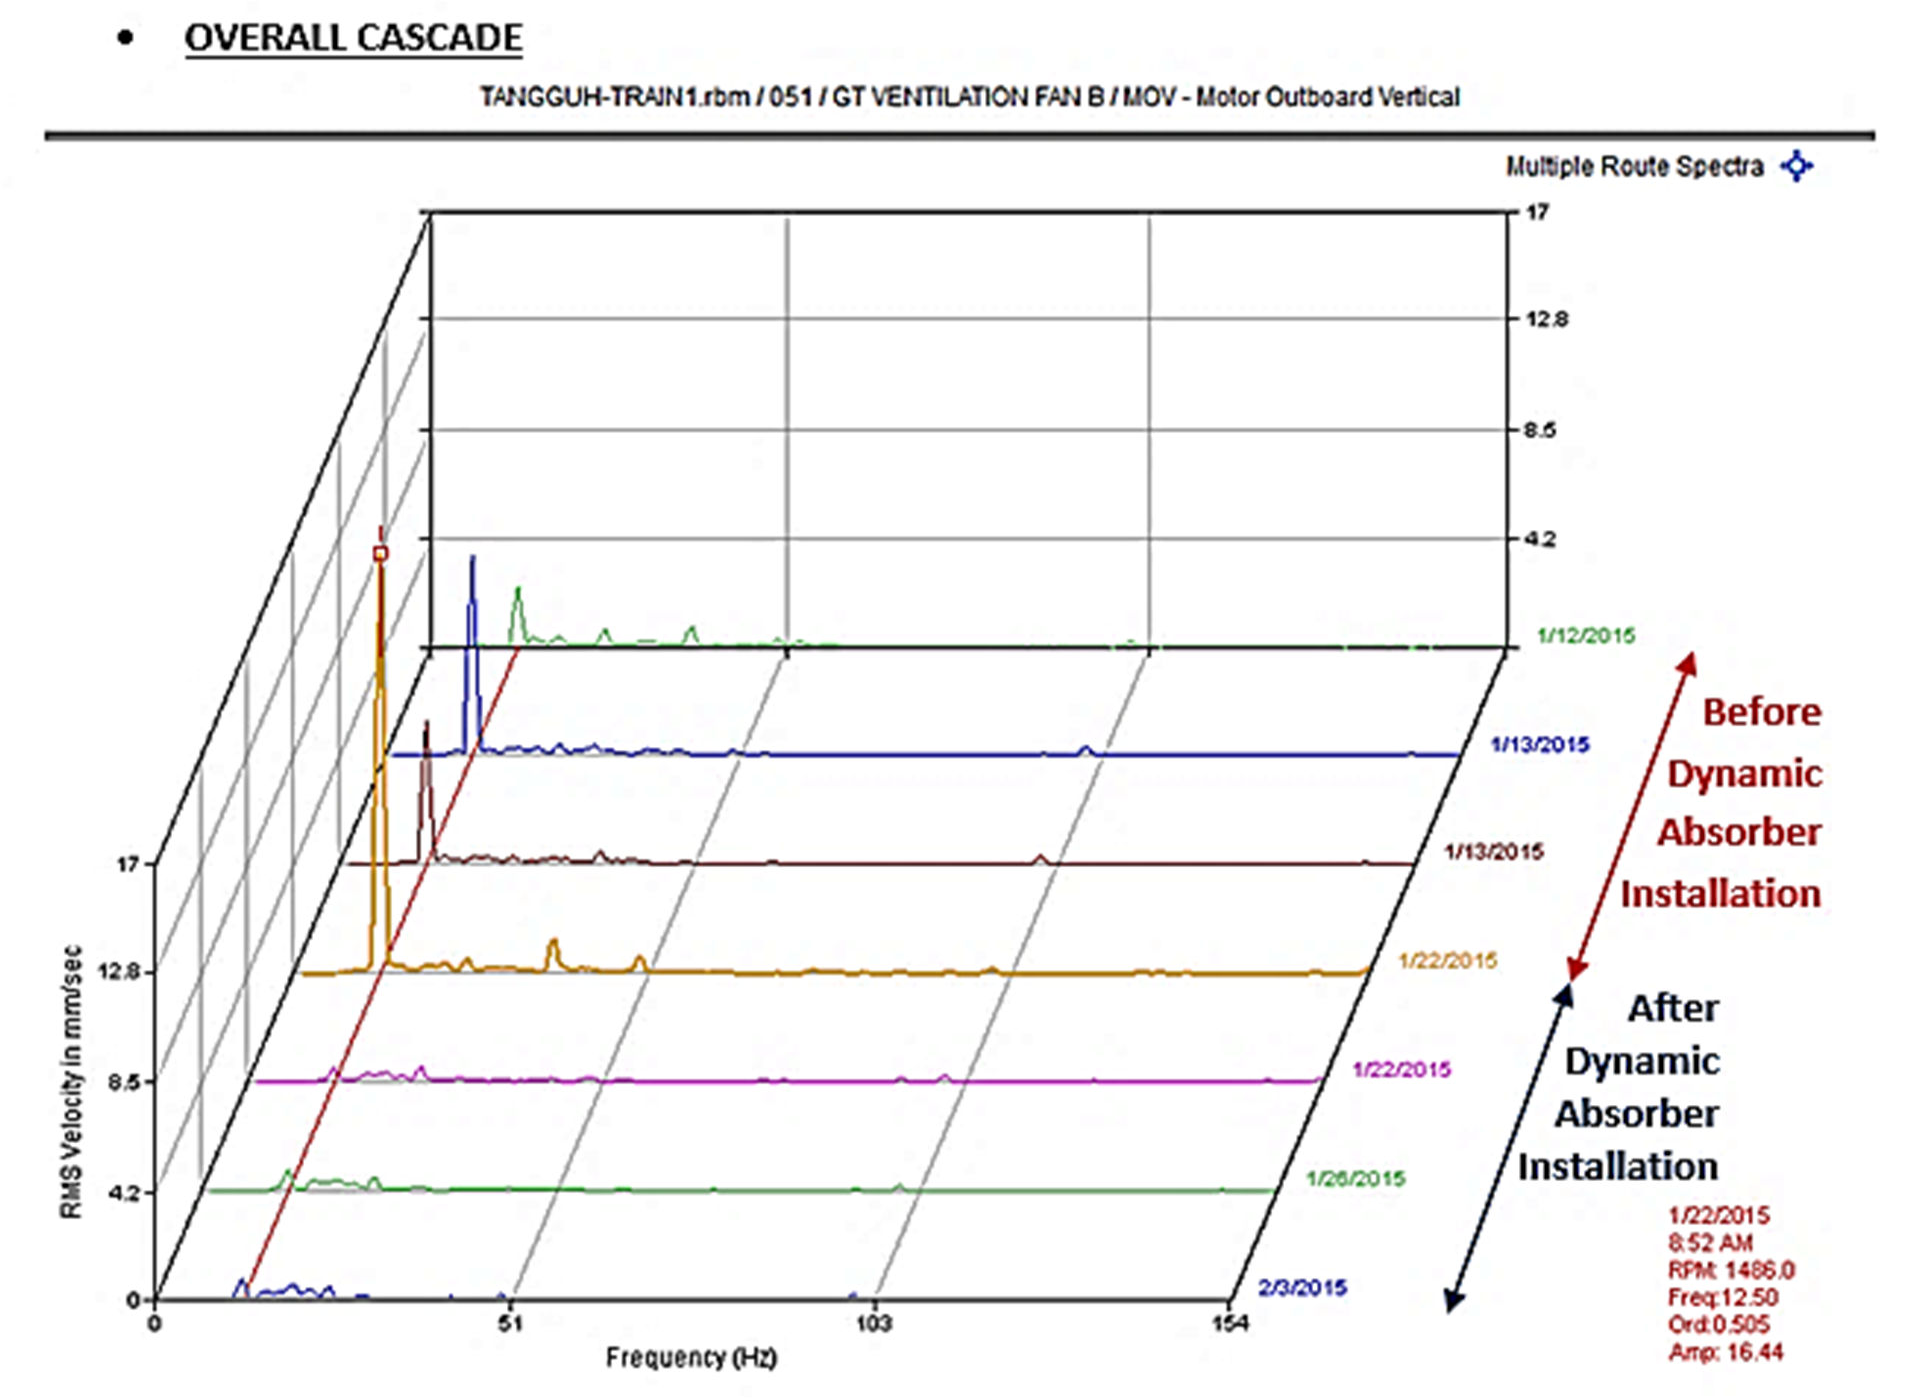 • OVERALL CASCADE
TANGGUH-TRAIN1.rbm / 051 / GT VENTILATION FAN B / MOV - Motor Outboard Vertical
Multiple Route Spectra
17
12.8
8.5
4.2
1/12/2015
1/13/2015
1/13/2015
1/22/2015
1/22/2015
1/26/2015
2/3/2015
Before
Dynamic
Absorber
Installation
After
Dynamic
Absorber
Installation
1/22/2015
8:52 AM
RPM: 1486.0
Freq:12.50
Ord:0.505
Amp: 16.44
RMS Velocity in mm/sec
17
12.8
8.5
4.2
0
0 51 103 154
Frequency (Hz)